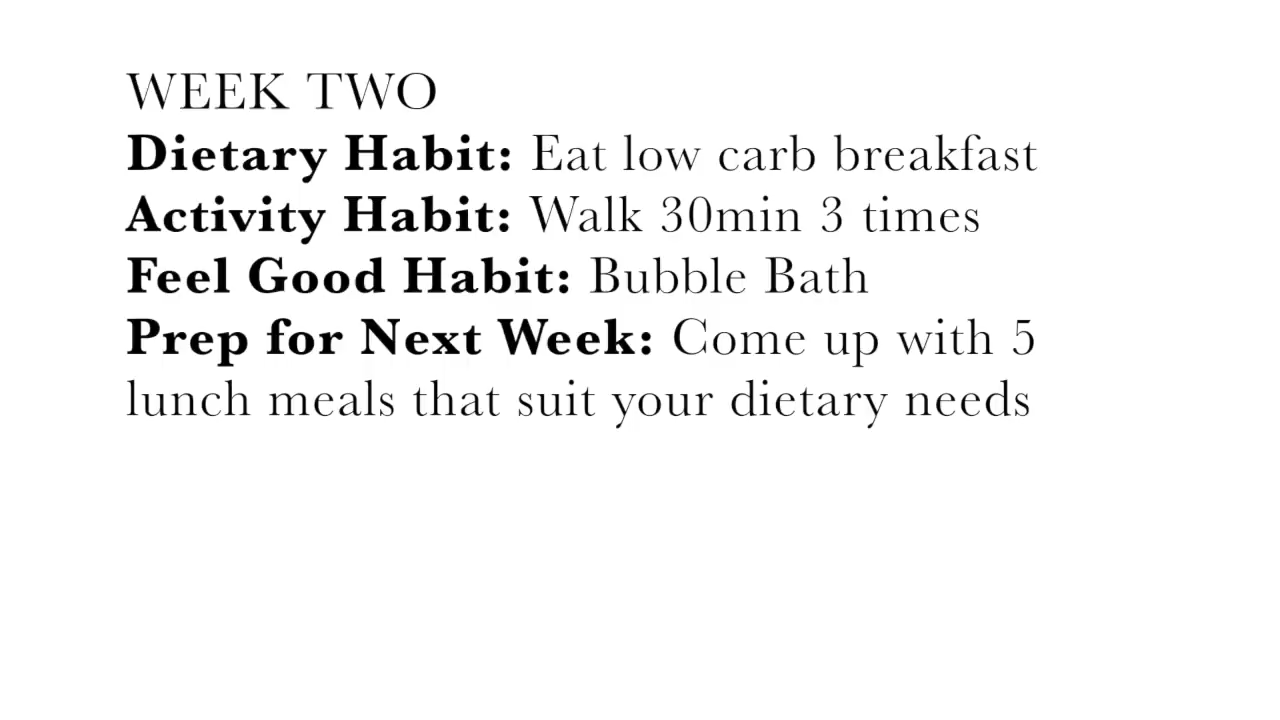 WEEK TWO
Dietary Habit: Eat low carb breakfast
Activity Habit: Walk 30min 3 times
Feel Good Habit: Bubble Bath
Prep for Next Week: Come up with 5
lunch meals that suit your dietary needs